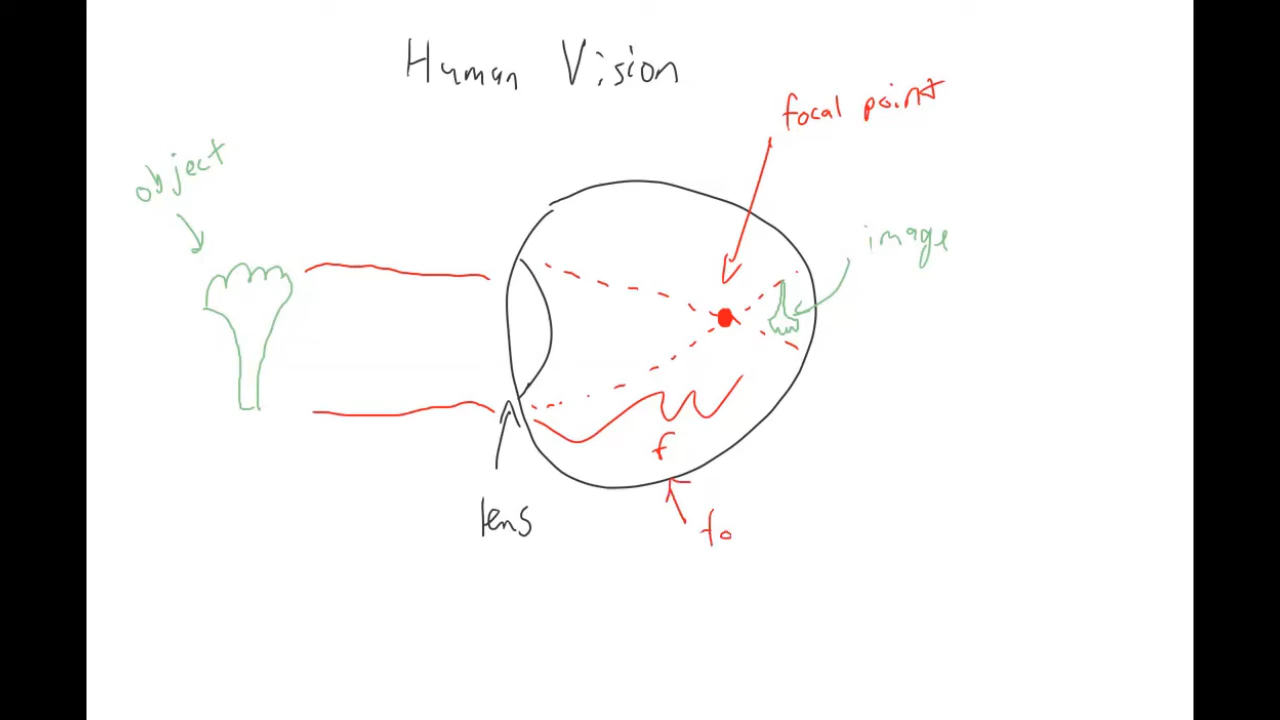 Human Vision
focal point
object
image
f
lens
fo